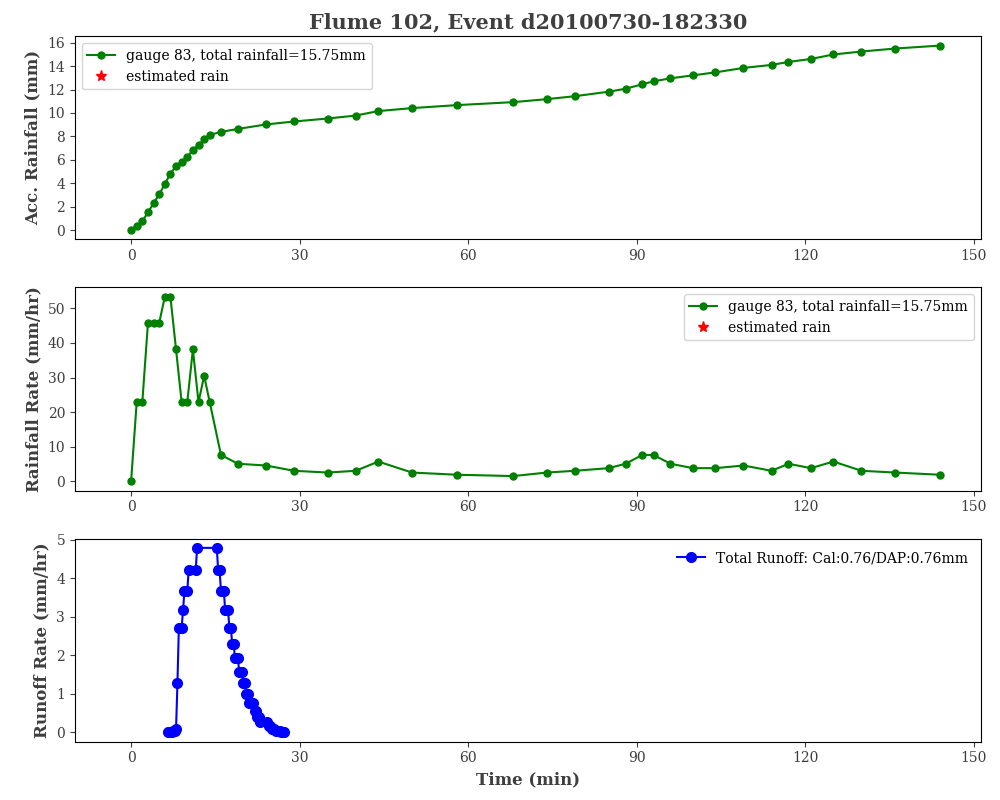 Flume 102, Event d20100730-182330
Acc. Rainfall (mm)
16
14
12
10
8
6
4
2
0
gauge 83, total rainfall=15.75mm
estimated rain
0 30 60 90 120 150
Rainfall Rate (mm/hr)
50
40
30
20
10
0
gauge 83, total rainfall=15.75mm
estimated rain
0 30 60 90 120 150
Runoff Rate (mm/hr)
5
4
3
2
1
0
Total Runoff: Cal:0.76/DAP:0.76mm
0 30 60 90 120 150
Time (min)